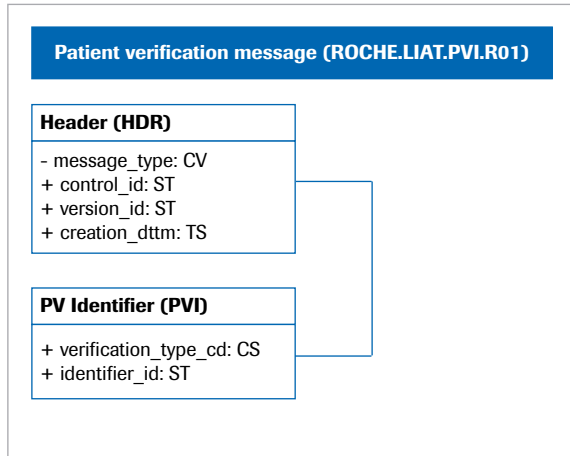 Patient verification message (ROCHE.LIAT.PVI.R01)
Header (HDR)
- message_type: CV
+ control_id: ST
+ version_id: ST
+ creation_dttm: TS
PV Identifier (PVI)
+ verification_type_cd: CS
+ identifier_id: ST